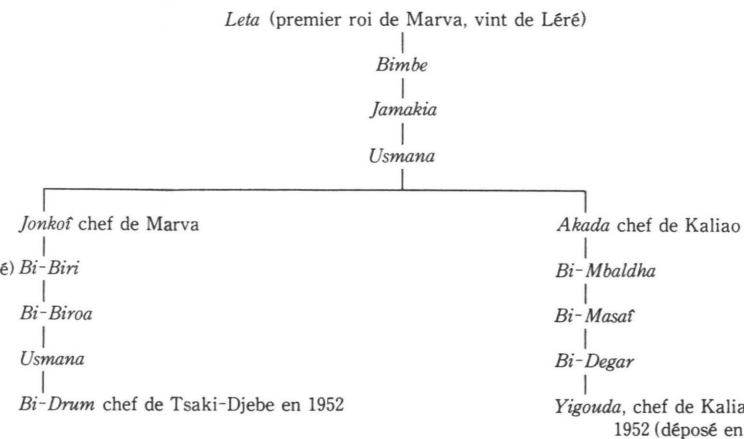 Leta (premier roi de Marva, vint de Léré)
Bimbe
Jamakia
Usmana
Jonkoî chef de Marva
Akada chef de Kaliao
é) Bi-Biri
Bi-Mbaldha
Bi-Biroa
Bi-Masaî
Usmana
Bi-Degar
Bi-Drum chef de Tsaki-Djebe en 1952
Yigouda, chef de Kalia
1952 (déposé en